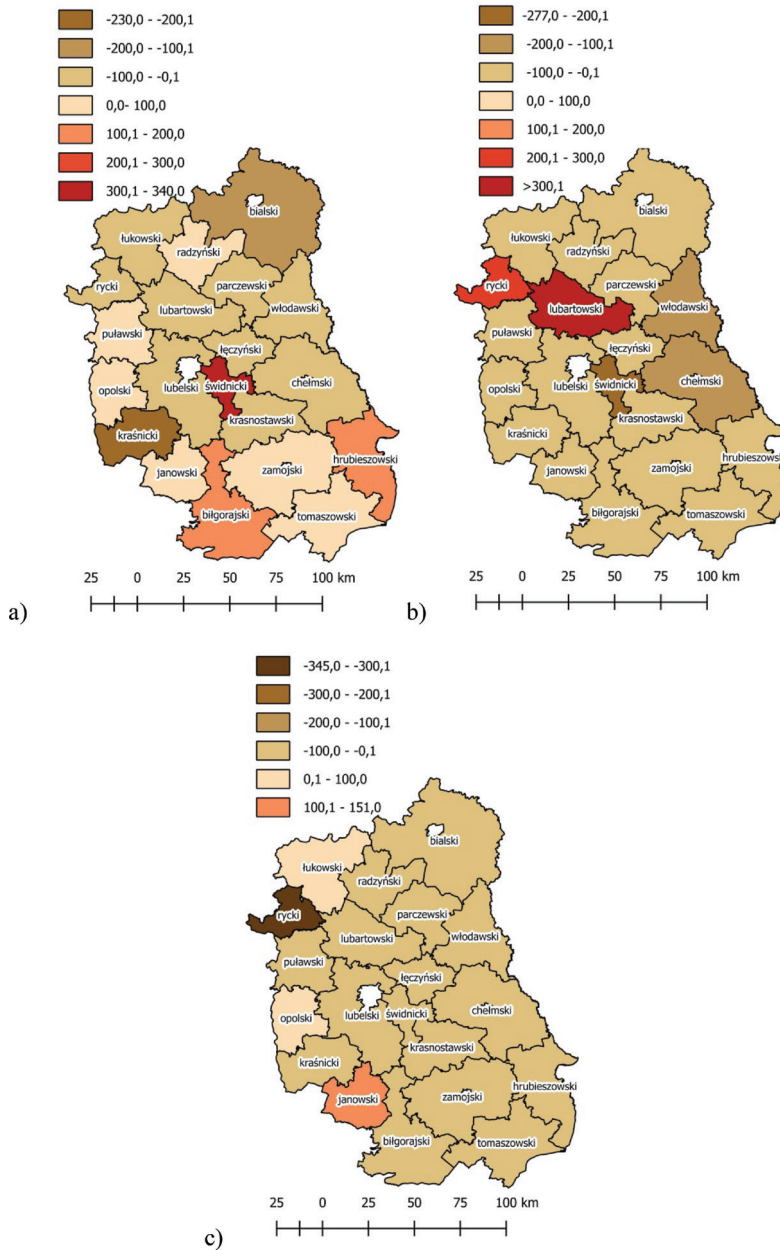 -230,0 - -200,1
-200,0 - -100,1
-100,0 - -0,1
0,0- 100,0
100,1 - 200,0
200,1 - 300,0
300,1 - 340,0
bialski
łukowski
radzyński
rycki
parczewski
lubartowski
włodawski
puławski
łęczyński
opolski
lubelski
świdnicki
chełmski
krasnostawski
kraśnicki
janowski
zamojski
hrubieszowski
biłgorajski
tomaszowski
25 0 25 50 75 100 km
a)
-277,0 - -200,1
-200,0 - -100,1
-100,0 - -0,1
0,0 - 100,0
100,1 - 200,0
200,1 - 300,0
>300,1
bialski
łukowski
radzyński
rycki
parczewski
lubartowski
włodawski
puławski
łęczyński
opolski
lubelski
świdnicki
chełmski
krasnostawski
kraśnicki
janowski
zamojski
hrubieszowski
biłgorajski
tomaszowski
25 0 25 50 75 100 km
b)
-345,0 - -300,1
-300,0 - -200,1
-200,0 - -100,1
-100,0 - -0,1
0,1 - 100,0
100,1 - 151,0
bialski
łukowski
radzyński
rycki
parczewski
lubartowski
włodawski
puławski
łęczyński
opolski
lubelski
świdnicki
chełmski
krasnostawski
kraśnicki
janowski
zamojski
hrubieszowski
biłgorajski
tomaszowski
25 0 25 50 75 100 km
c)